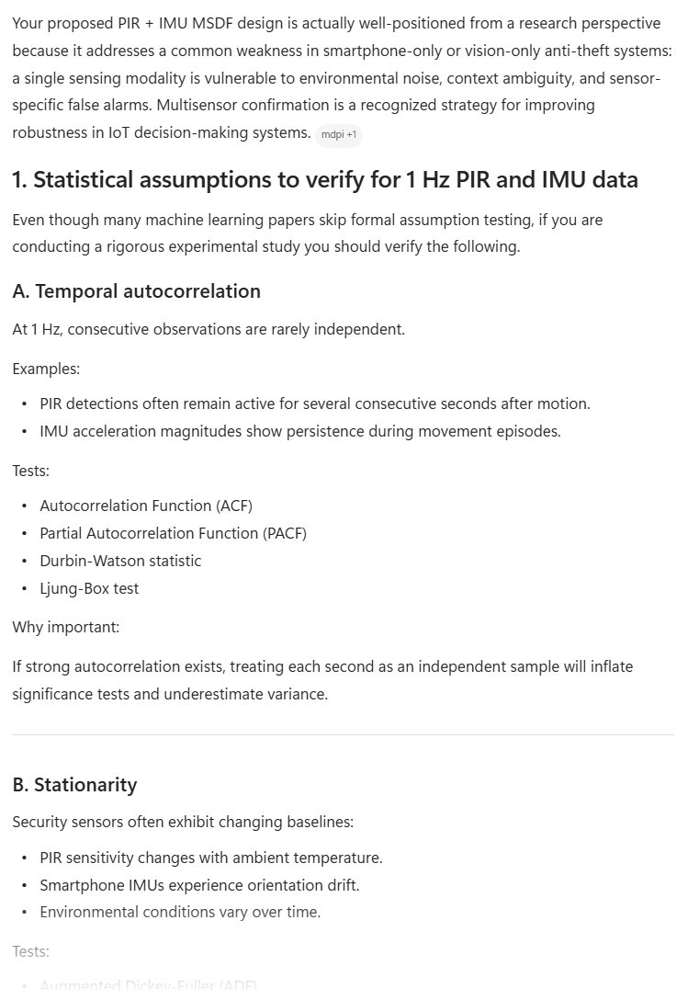 Your proposed PIR + IMU MSDF design is actually well-positioned from a research perspective
because it addresses a common weakness in smartphone-only or vision-only anti-theft systems:
a single sensing modality is vulnerable to environmental noise, context ambiguity, and sensor-
specific false alarms. Multisensor confirmation is a recognized strategy for improving
robustness in IoT decision-making systems. mdpi +1
1. Statistical assumptions to verify for 1 Hz PIR and IMU data
Even though many machine learning papers skip formal assumption testing, if you are
conducting a rigorous experimental study you should verify the following.
A. Temporal autocorrelation
At 1 Hz, consecutive observations are rarely independent.
Examples:
• PIR detections often remain active for several consecutive seconds after motion.
• IMU acceleration magnitudes show persistence during movement episodes.
Tests:
• Autocorrelation Function (ACF)
• Partial Autocorrelation Function (PACF)
• Durbin-Watson statistic
• Ljung-Box test
Why important:
If strong autocorrelation exists, treating each second as an independent sample will inflate
significance tests and underestimate variance.
B. Stationarity
Security sensors often exhibit changing baselines:
• PIR sensitivity changes with ambient temperature.
• Smartphone IMUs experience orientation drift.
• Environmental conditions vary over time.
Tests:
• Augmented Dickey-Fuller (ADF)